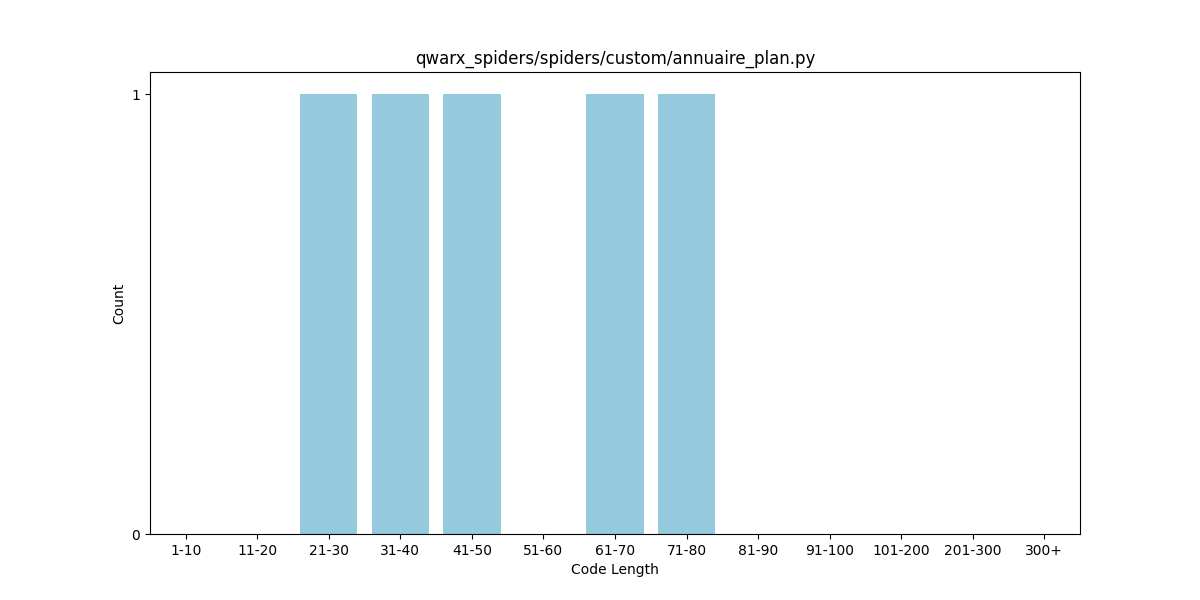 qwarx_spiders/spiders/custom/annuaire_plan.py
1
Count
0
1-10 11-20 21-30 31-40 41-50 51-60 61-70 71-80 81-90 91-100 101-200 201-300 300+
Code Length